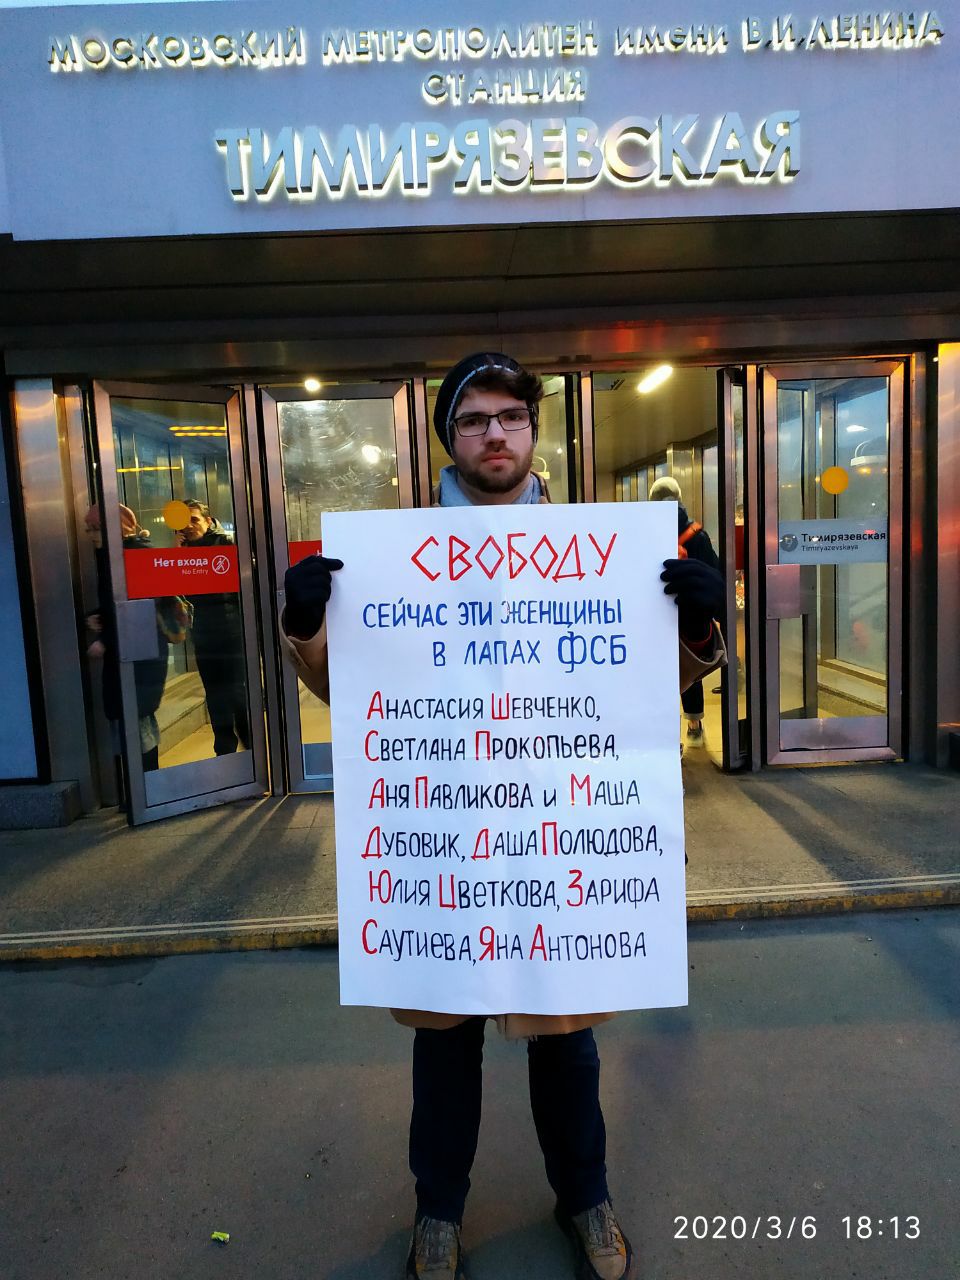 МОСКОВСКИЙ МЕТРОПОЛИТЕН имени В.И.ЛЕНИНА
СТАНЦИЯ
ТИМИРЯЗЕВСКАЯ
Нет входа
No Entry
Тимирязевская
Timiryazevskaya
СВОБОДУ
СЕЙЧАС ЭТИ ЖЕНЩИНЫ
В ЛАПАХ ФСБ
АНАСТАСИЯ ШЕВЧЕНКО,
СВЕТЛАНА ПРОКОПЬЕВА,
АНЯ ПАВЛИКОВА и МАША
ДУБОВИК, ДАША ПОЛЮДОВА,
ЮЛИЯ ЦВЕТКОВА, ЗАРИФА
САУТИЕВА, ЯНА АНТОНОВА
2020/3/6 18:13